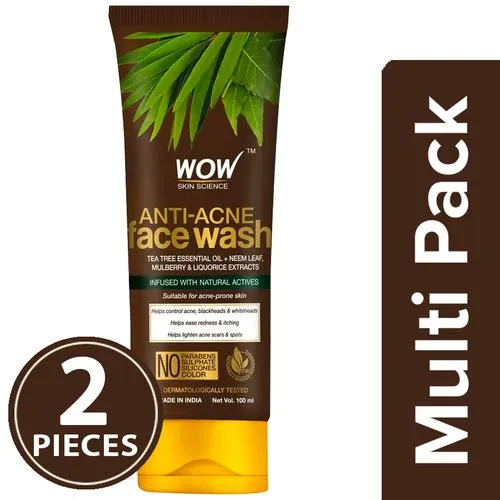 WOW
TM
SKIN SCIENCE
ANTI-ACNE
face wash
TEA TREE ESSENTIAL OIL + NEEM LEAF,
MULBERRY & LIQUORICE EXTRACTS
INFUSED WITH NATURAL ACTIVES
Suitable for acne-prone skin
Helps control acne, blackheads & whiteheads
Helps ease redness & itching
Helps lighten acne scars & spots
NO PARABENS
SULPHATE
SILICONES
COLOR
DERMATOLOGICALLY TESTED
MADE IN INDIA Net Vol. 100 ml
2
PIECES
Multi Pack